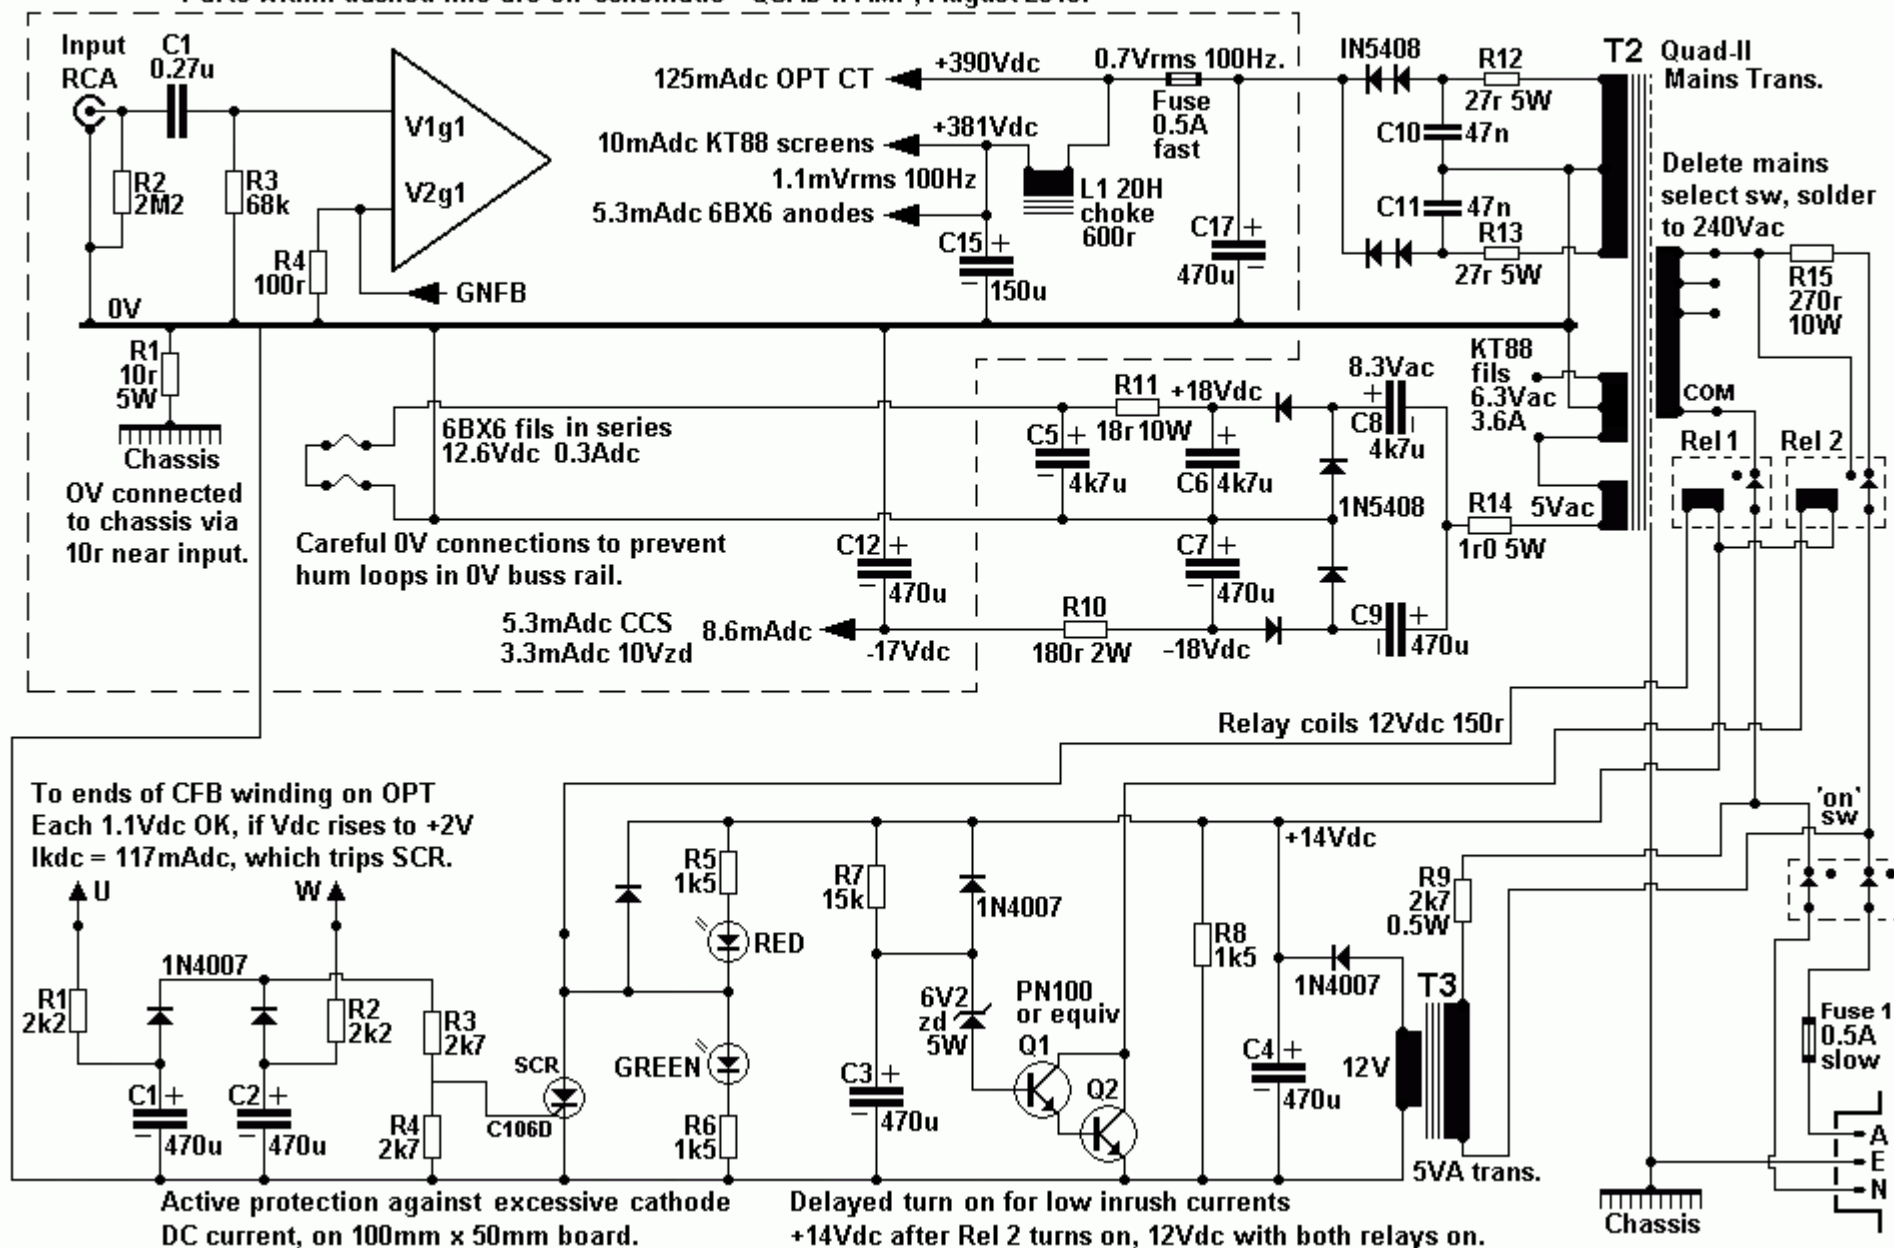 Input
RCA
C1
0.27u
R2
2M2
R3
68k
V1g1
V2g1
R4
100r
GNFB
0V
R1
10r
5W
Chassis
0V connected
to chassis via
10r near input.
125mAdc OPT CT
+390Vdc
0.7Vrms 100Hz.
Fuse
0.5A
fast
10mAdc KT88 screens
+381Vdc
1.1mVrms 100Hz
5.3mAdc 6BX6 anodes
L1 20H
choke
600r
C15 +
150u
C17 +
470u
IN5408
R12
27r 5W
C10
47n
C11
47n
R13
27r 5W
T2
Quad-II
Mains Trans.
Delete mains
select sw, solder
to 240Vac
R15
270r
10W
COM
Rel 1
Rel 2
KT88
fils
6.3Vac
3.6A
5Vac
R14
1r0 5W
8.3Vac
C8
4k7u
R11
18r 10W
+18Vdc
C5 +
4k7u
C6 4k7u
1N5408
6BX6 fils in series
12.6Vdc 0.3Adc
Careful 0V connections to prevent
hum loops in 0V buss rail.
C12 +
470u
C7 +
470u
C9 +
470u
R10
180r 2W
-18Vdc
-17Vdc
5.3mAdc CCS
3.3mAdc 10Vzd
8.6mAdc
Relay coils 12Vdc 150r
To ends of CFB winding on OPT
Each 1.1Vdc OK, if Vdc rises to +2V
Ikdc = 117mAdc, which trips SCR.
U
W
1N4007
R1
2k2
R2
2k2
R3
2k7
R4
2k7
C1 +
470u
C2 +
470u
SCR
C106D
R5
1k5
RED
GREEN
R6
1k5
R7
15k
1N4007
6V2
zd
5W
C3 +
470u
PN100
or equiv
Q1
Q2
R8
1k5
+14Vdc
C4 +
470u
1N4007
12V
T3
5VA trans.
R9
2k7
0.5W
'on'
sw
Fuse 1
0.5A
slow
A
E
N
Chassis
Active protection against excessive cathode
DC current, on 100mm x 50mm board.
Delayed turn on for low inrush currents
+14Vdc after Rel 2 turns on, 12Vdc with both relays on.